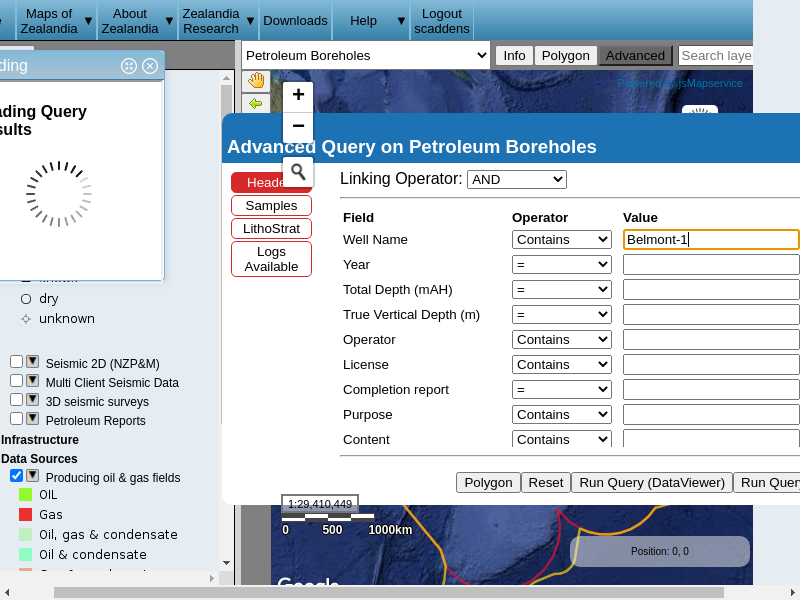 Maps of Zealandia ▼
About Zealandia ▼
Zealandia Research ▼
Downloads
Help ▼
Logout scaddens
Petroleum Boreholes
Info
Polygon
Advanced
Search laye
Powered by jsMapservice
ding
ading Query
sults
+
−
Advanced Query on Petroleum Boreholes
Samples
LithoStrat
Logs
Available
Linking Operator: AND
Field Operator Value
Well Name Contains Belmont-1
Year =
Total Depth (mAH) =
True Vertical Depth (m) =
Operator Contains
License Contains
Completion report =
Purpose Contains
Content Contains
Polygon
Reset
Run Query (DataViewer)
Run Query
dry
unknown
Seismic 2D (NZP&M)
Multi Client Seismic Data
3D seismic surveys
Petroleum Reports
Infrastructure
Data Sources
Producing oil & gas fields
OIL
Gas
Oil, gas & condensate
Oil & condensate
1:29,410,449
0 500 1000km
Position: 0, 0
Google